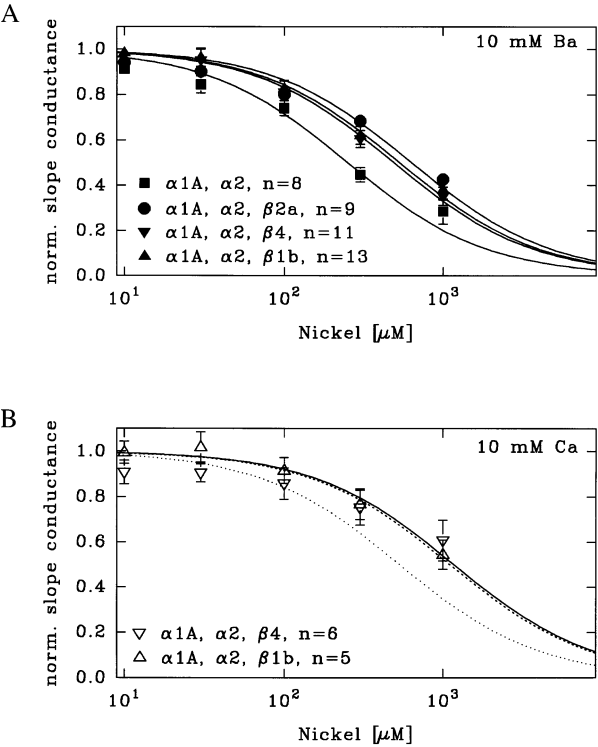 A
10 mM Ba
norm. slope conductance
1.0
0.8
0.6
0.4
0.2
0.0
α1A, α2, n=8
α1A, α2, β2a, n=9
α1A, α2, β4, n=11
α1A, α2, β1b, n=13
10¹ 10² 10³
Nickel [μM]
B
10 mM Ca
norm. slope conductance
1.0
0.8
0.6
0.4
0.2
0.0
α1A, α2, β4, n=6
α1A, α2, β1b, n=5
10¹ 10² 10³
Nickel [μM]